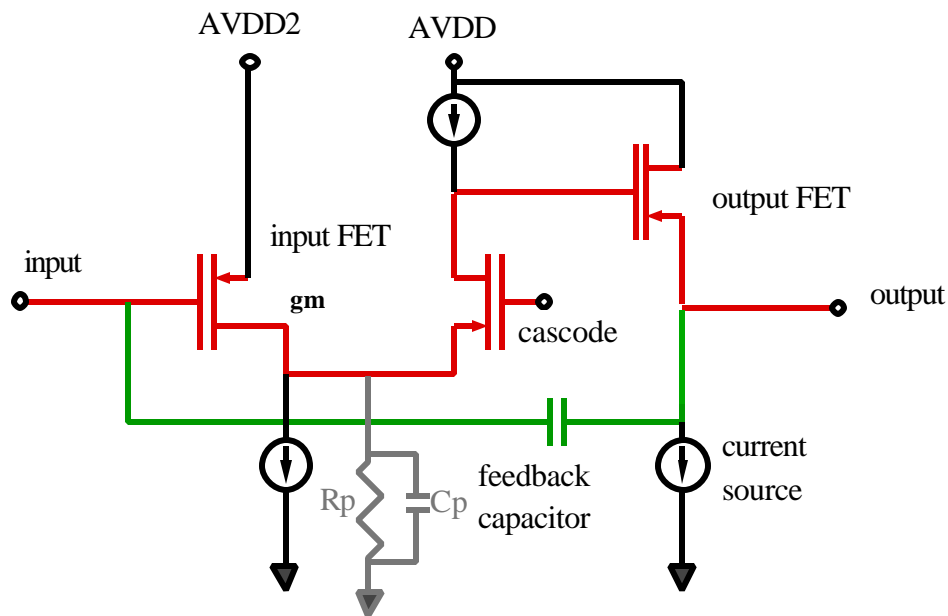 AVDD2
AVDD
output FET
input FET
input
gm
output
cascode
current
source
feedback
capacitor
Rp
Cp